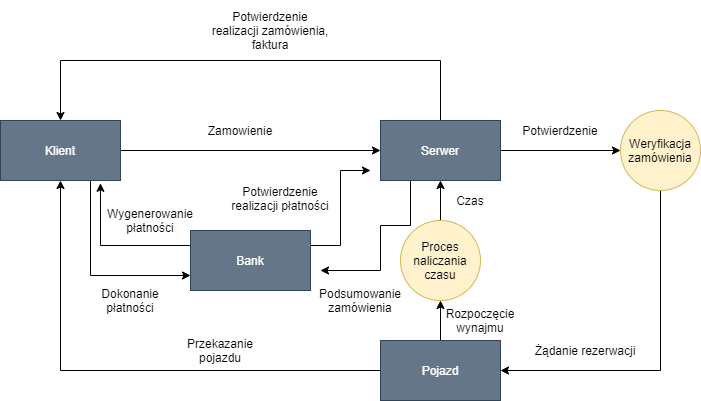 Potwierdzenie
realizacji zamówienia,
faktura
Klient
Zamowienie
Serwer
Potwierdzenie
Weryfikacja
zamówienia
Wygenerowanie
płatności
Potwierdzenie
realizacji płatności
Czas
Bank
Proces
naliczania
czasu
Dokonanie
płatności
Podsumowanie
zamówienia
Rozpoczęcie
wynajmu
Przekazanie
pojazdu
Żądanie rezerwacji
Pojazd